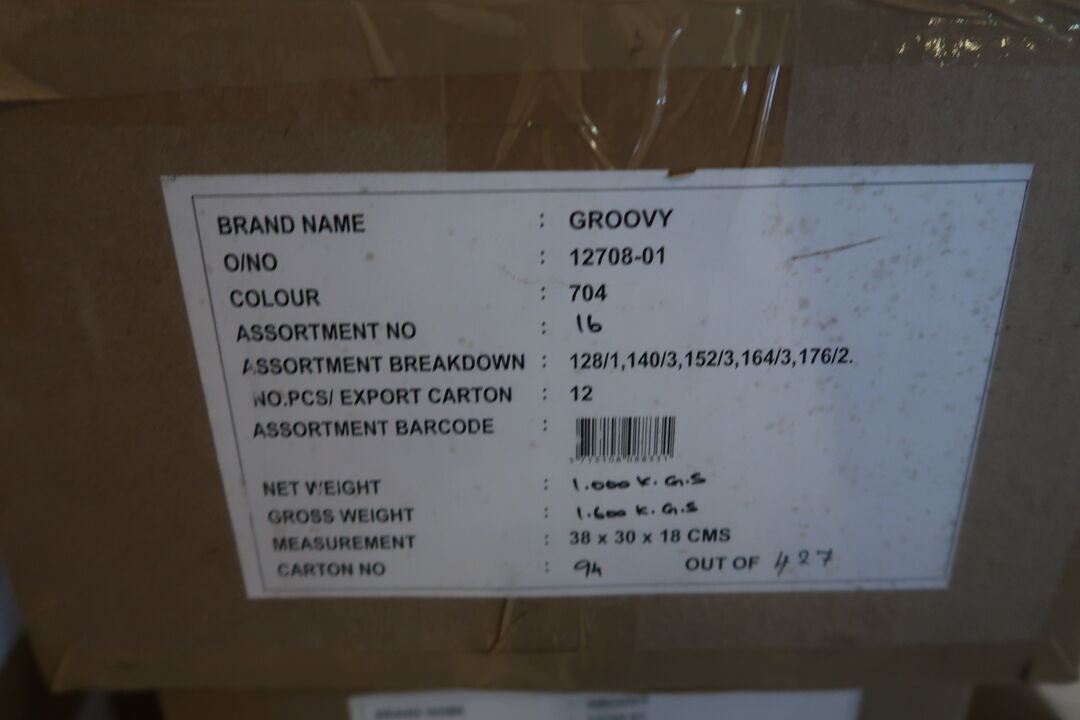 BRAND NAME : GROOVY
O/NO : 12708-01
COLOUR : 704
ASSORTMENT NO : 16
ASSORTMENT BREAKDOWN : 128/1,140/3,152/3,164/3,176/2.
NO.PCS/ EXPORT CARTON : 12
ASSORTMENT BARCODE :
NET WEIGHT : 1.000 K.G.S
GROSS WEIGHT : 1.600 K.G.S
MEASUREMENT : 38 x 30 x 18 CMS
CARTON NO : 94 OUT OF 427
BRAND NAME